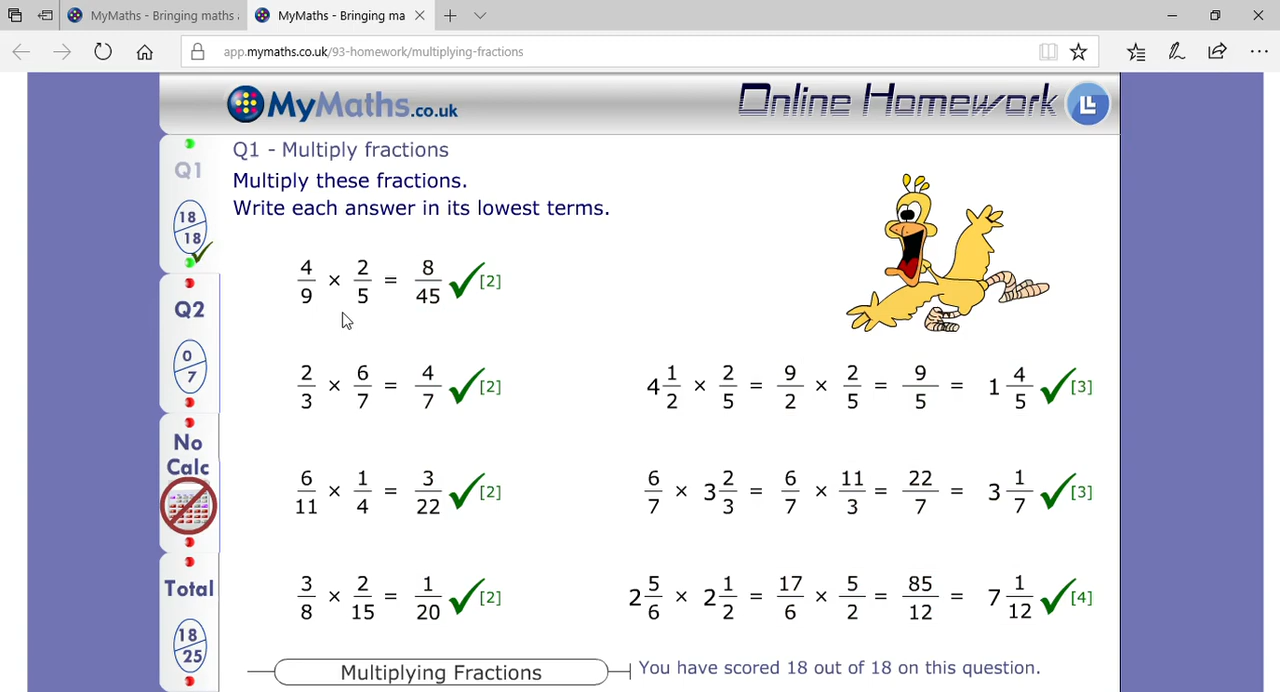 MyMaths - Bringing maths
MyMaths - Bringing ma
app.mymaths.co.uk/93-homework/multiplying-fractions
MyMaths.co.uk
Online Homework
Q1 - Multiply fractions
Multiply these fractions.
Write each answer in its lowest terms.
Q1
18/18
Q2
0/7
No
Calc
Total
18/25
4/9 × 2/5 = 8/45 [2]
2/3 × 6/7 = 4/7 [2]
4 1/2 × 2/5 = 9/2 × 2/5 = 9/5 = 1 4/5 [3]
6/11 × 1/4 = 3/22 [2]
6/7 × 3 2/3 = 6/7 × 11/3 = 22/7 = 3 1/7 [3]
3/8 × 2/15 = 1/20 [2]
2 5/6 × 2 1/2 = 17/6 × 5/2 = 85/12 = 7 1/12 [4]
Multiplying Fractions
You have scored 18 out of 18 on this question.